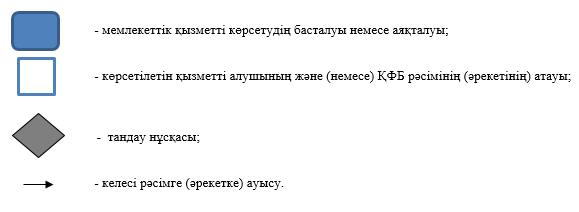 - мемлекеттік қызметті көрсетудің басталуы немесе аяқталуы;
- көрсетілетін қызметті алушының және (немесе) ҚФБ рәсімінің (әрекетінің) атауы;
- тандау нұсқасы;
- келесі рәсімге (әрекетке) ауысу.